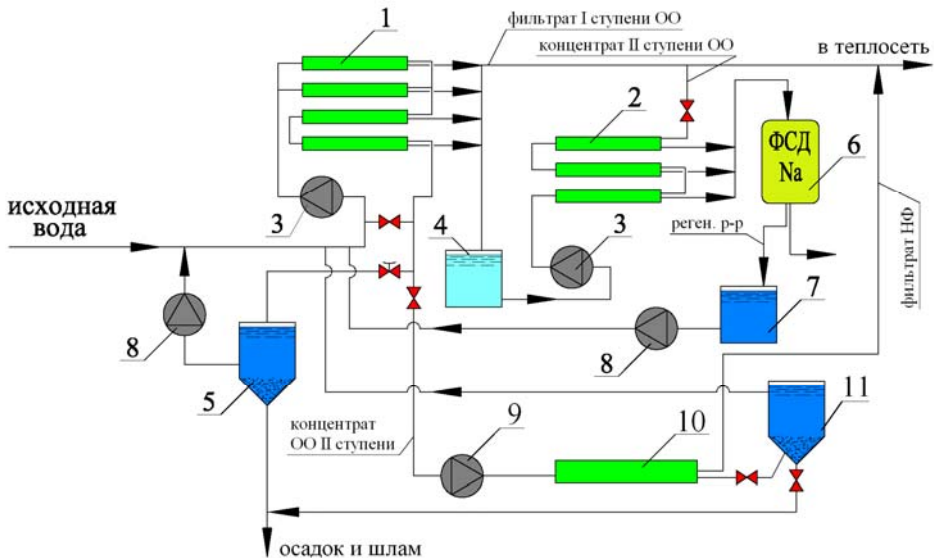 фильтрат I ступени ОО
концентрат II ступени ОО
в теплосеть
1
2
ФСД
Na
6
3
исходная
вода
4
3
реген. р-р
фильтрат НФ
7
8
8
5
11
концентрат
ОО II ступени
9
10
осадок и шлам